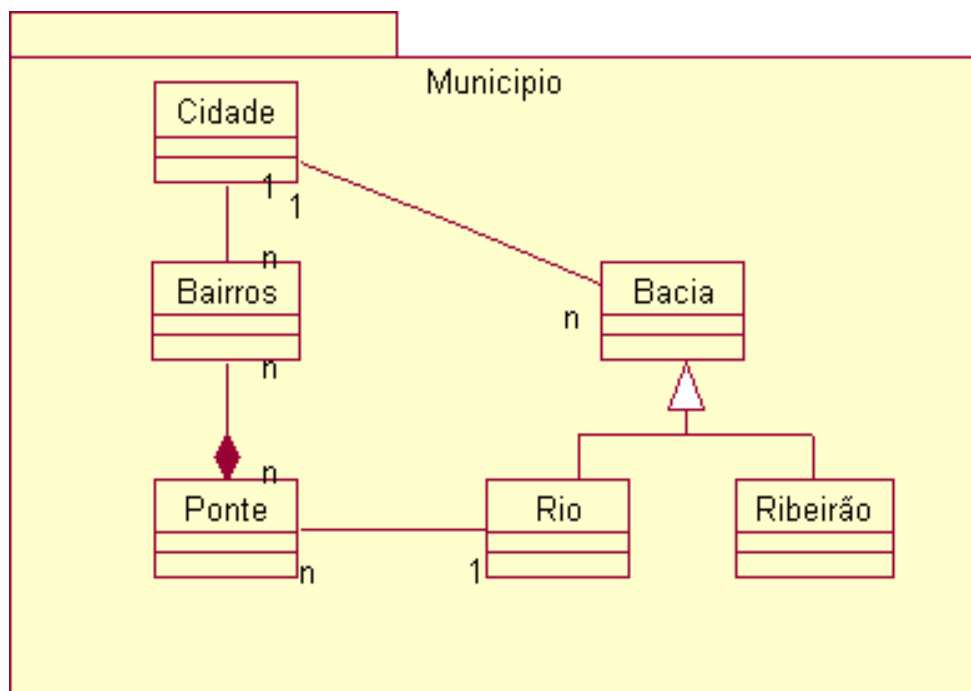 Municipio
Cidade
1
1
n
Bairros
Bacia
n
n
n
Ponte
Rio
Ribeirão
n
1